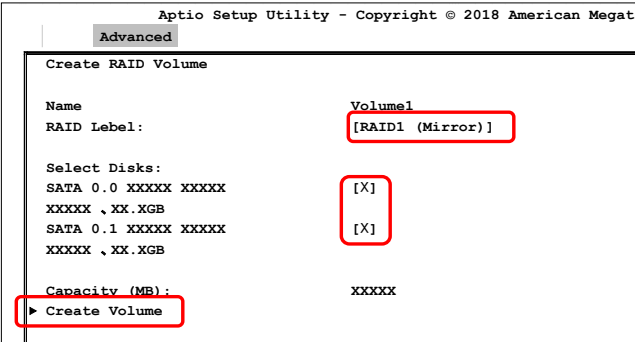 Aptio Setup Utility - Copyright © 2018 American Megat
Advanced
Create RAID Volume
Name Volume1
RAID Lebel: [RAID1 (Mirror)]
Select Disks:
SATA 0.0 XXXXX XXXXX [X]
XXXXX 、XX.XGB
SATA 0.1 XXXXX XXXXX [X]
XXXXX 、XX.XGB
Capacity (MB): XXXXX
▶ Create Volume